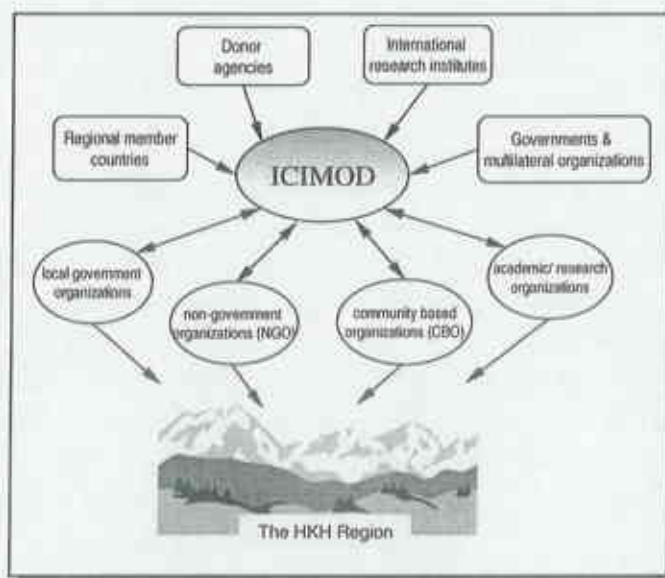 Donor
agencies
International
research institutes
Regional member
countries
Governments &
multilateral organizations
ICIMOD
local government
organizations
non-government
organizations (NGO)
community based
organizations (CBO)
academic/ research
organizations
The HKH Region